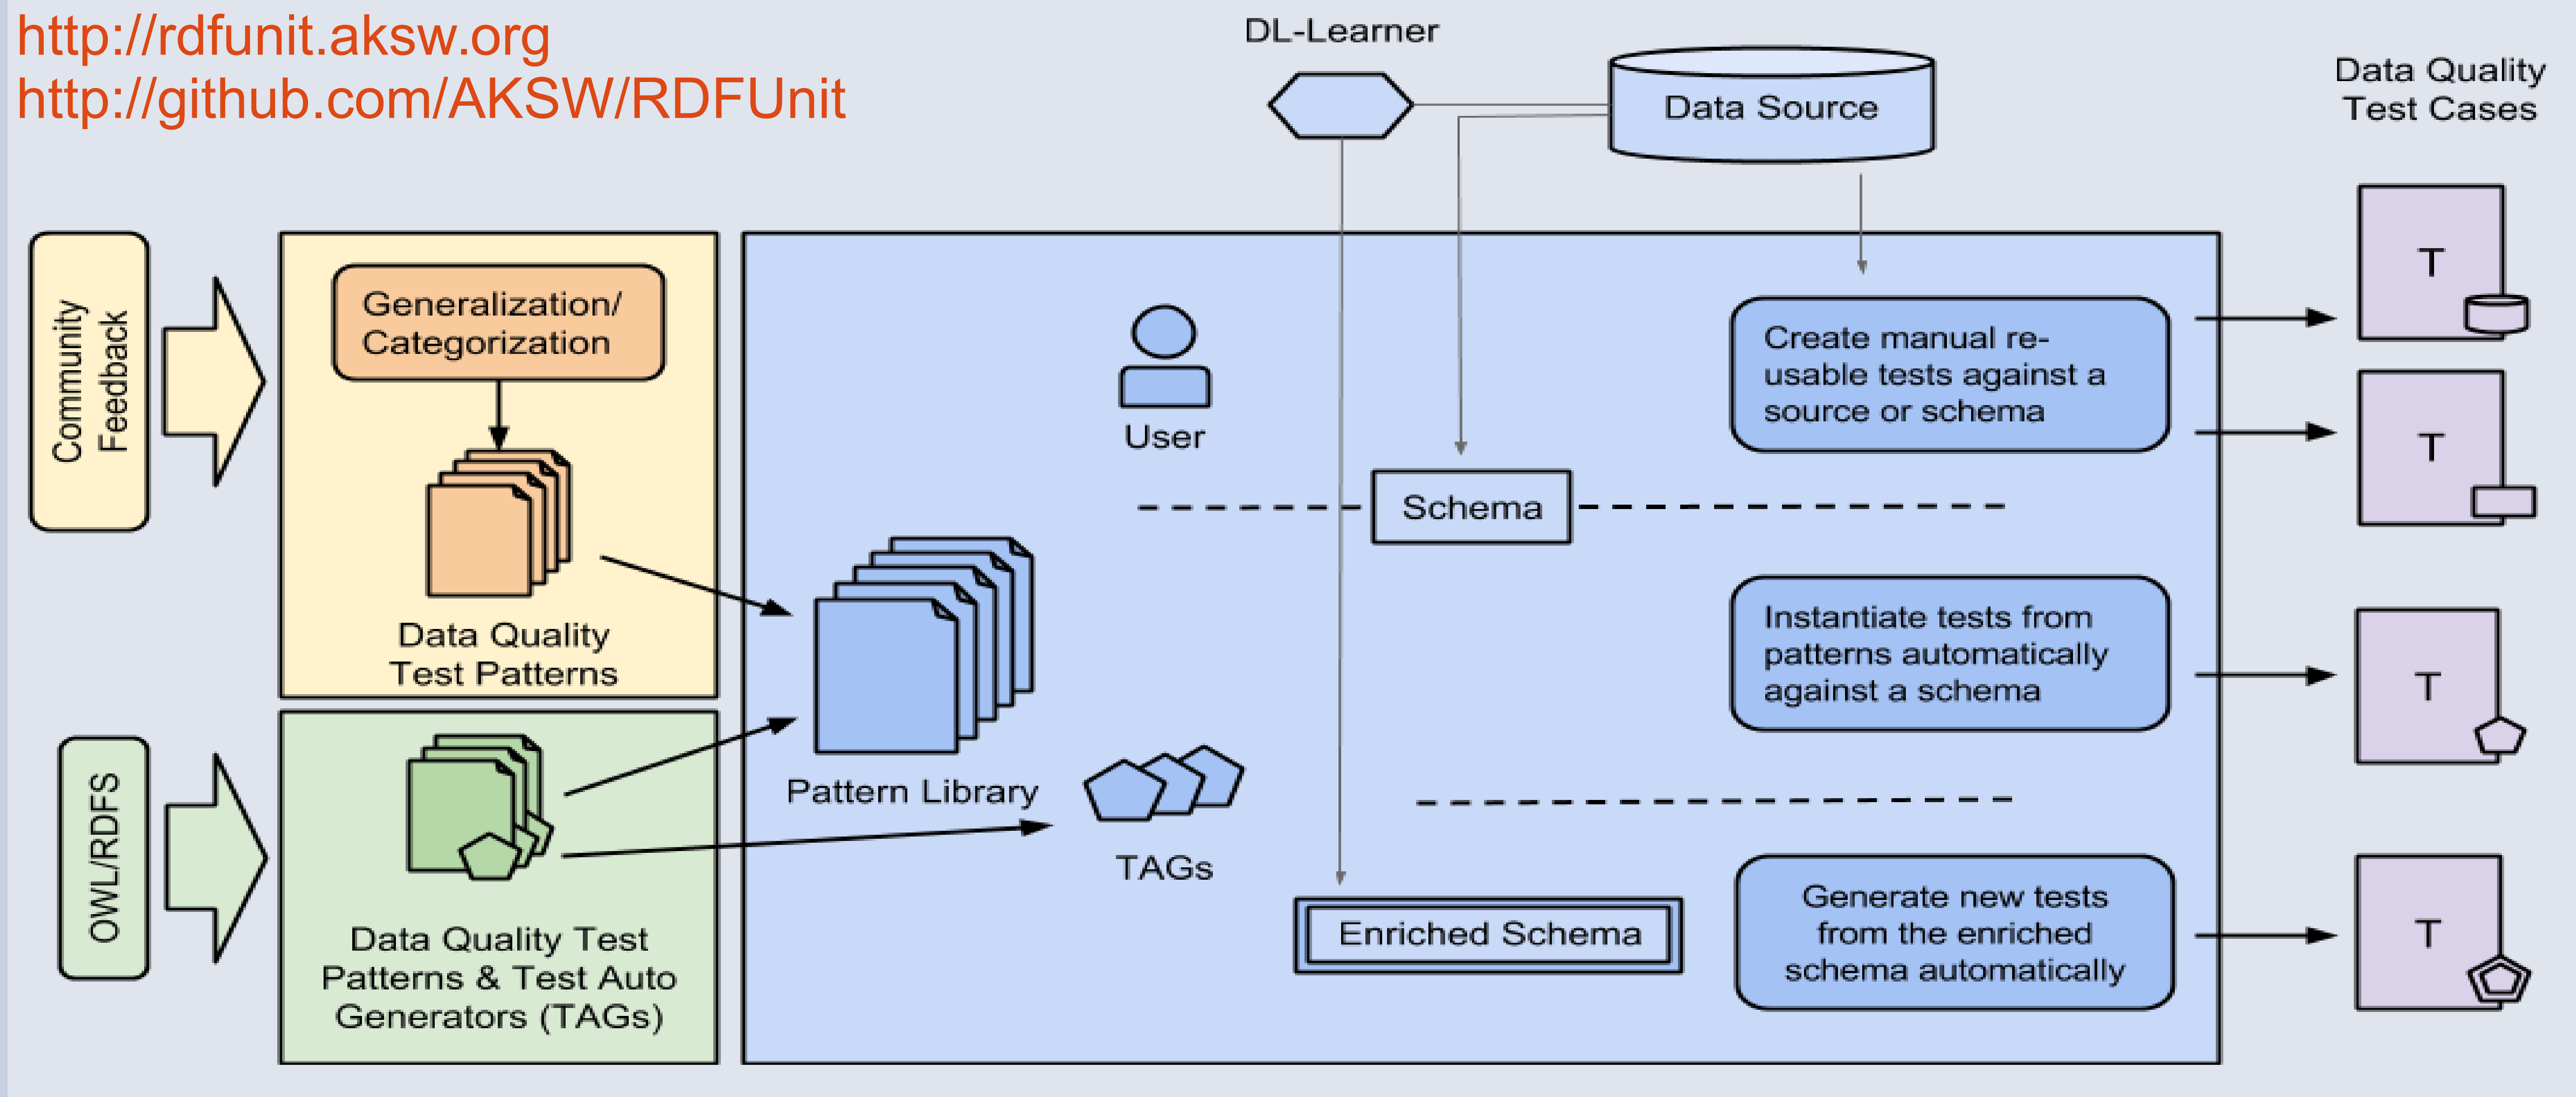 http://rdfunit.aksw.org
http://github.com/AKSW/RDFUnit
DL-Learner
Data Source
Data Quality
Test Cases
Community
Feedback
Generalization/
Categorization
Data Quality
Test Patterns
OWL/RDFS
Data Quality Test
Patterns & Test Auto
Generators (TAGs)
Pattern Library
User
TAGs
Schema
Enriched Schema
Create manual re-
usable tests against a
source or schema
Instantiate tests from
patterns automatically
against a schema
Generate new tests
from the enriched
schema automatically
T
T
T
T